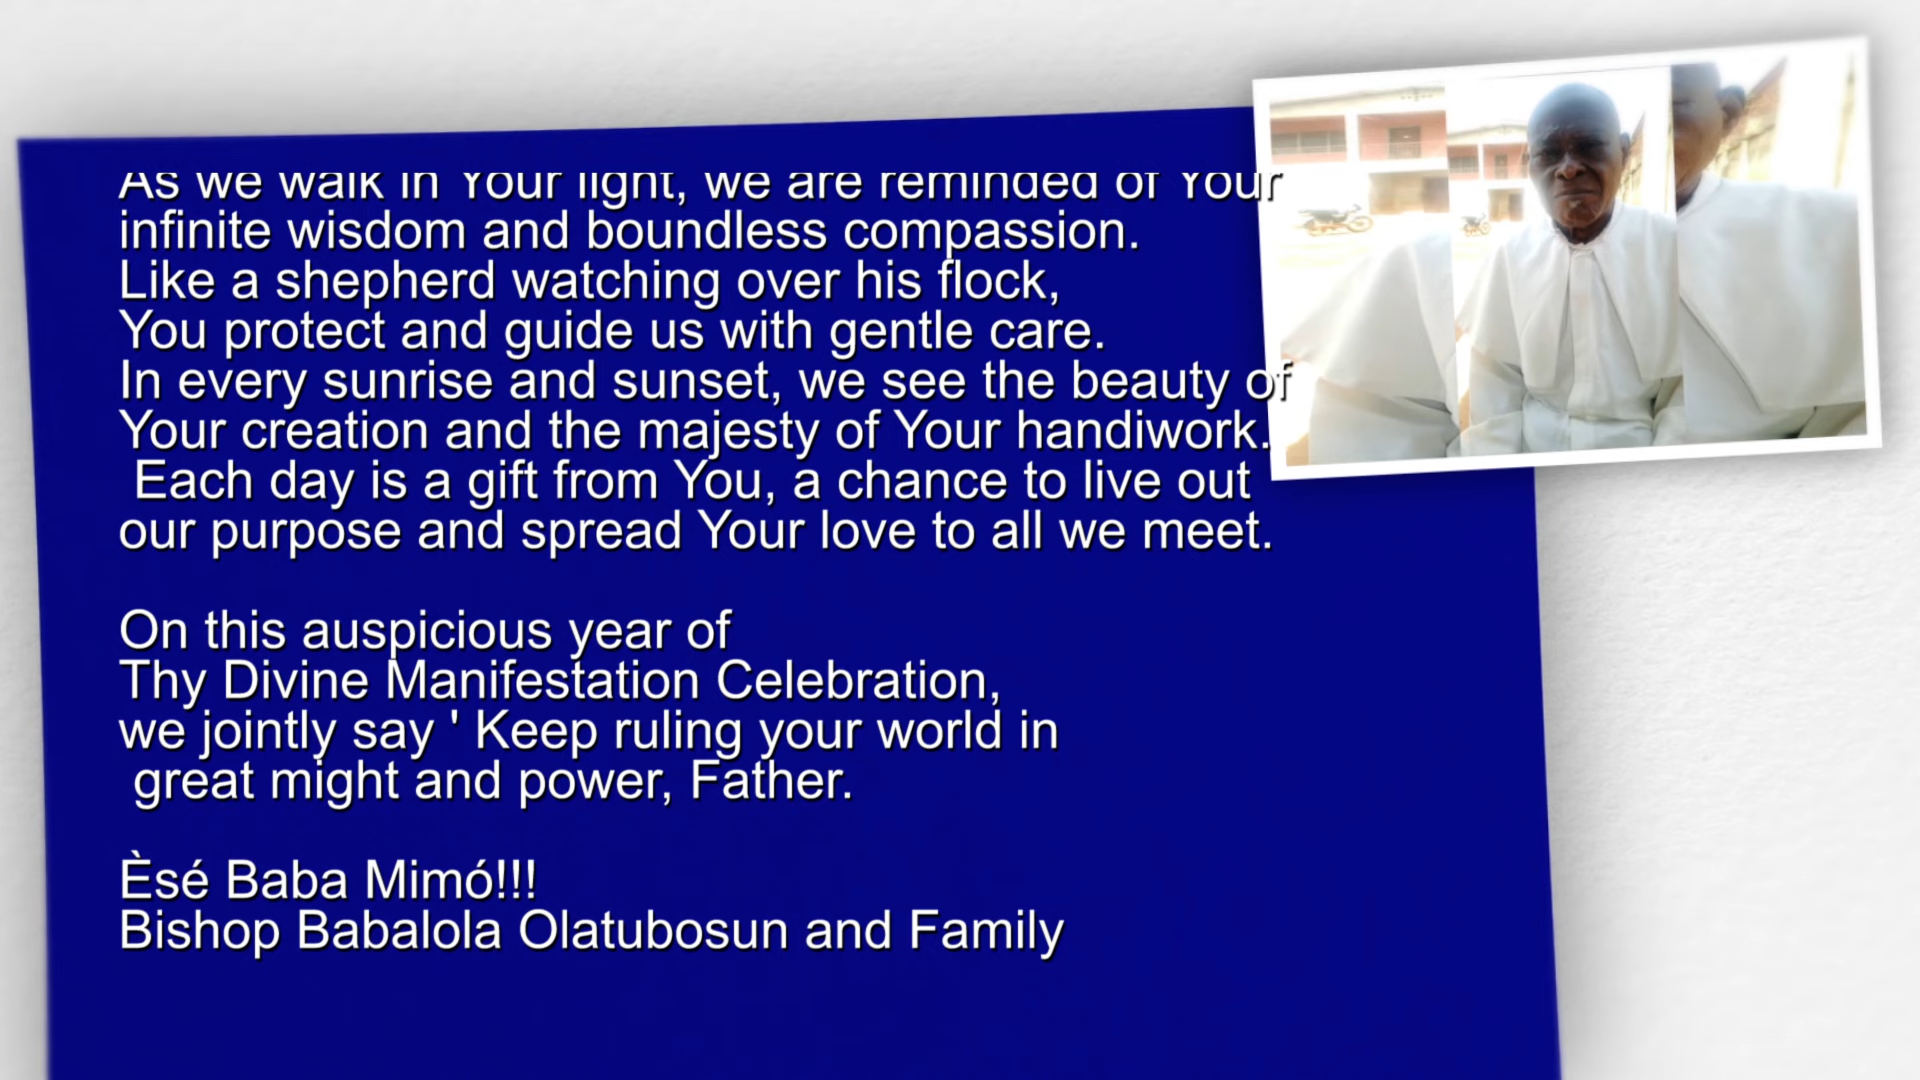 As we walk in Your light, we are reminded of Your
infinite wisdom and boundless compassion.
Like a shepherd watching over his flock,
You protect and guide us with gentle care.
In every sunrise and sunset, we see the beauty of
Your creation and the majesty of Your handiwork.
Each day is a gift from You, a chance to live out
our purpose and spread Your love to all we meet.
On this auspicious year of
Thy Divine Manifestation Celebration,
we jointly say ' Keep ruling your world in
great might and power, Father.
Èsé Baba Mimó!!!
Bishop Babalola Olatubosun and Family